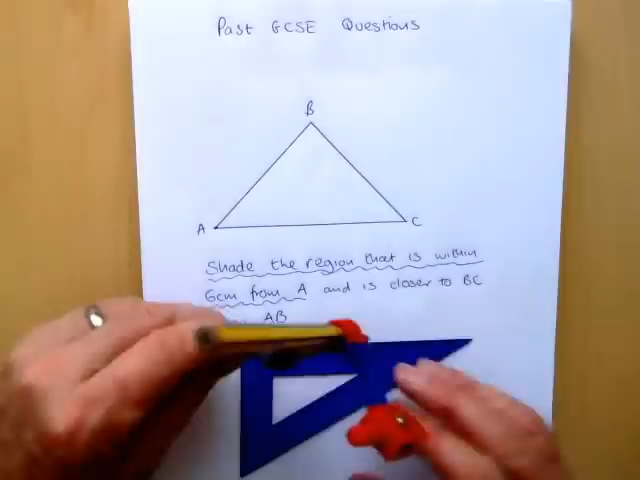 Past GCSE Questions
B
A
C
Shade the region that is within
6cm from A and is closer to BC
AB